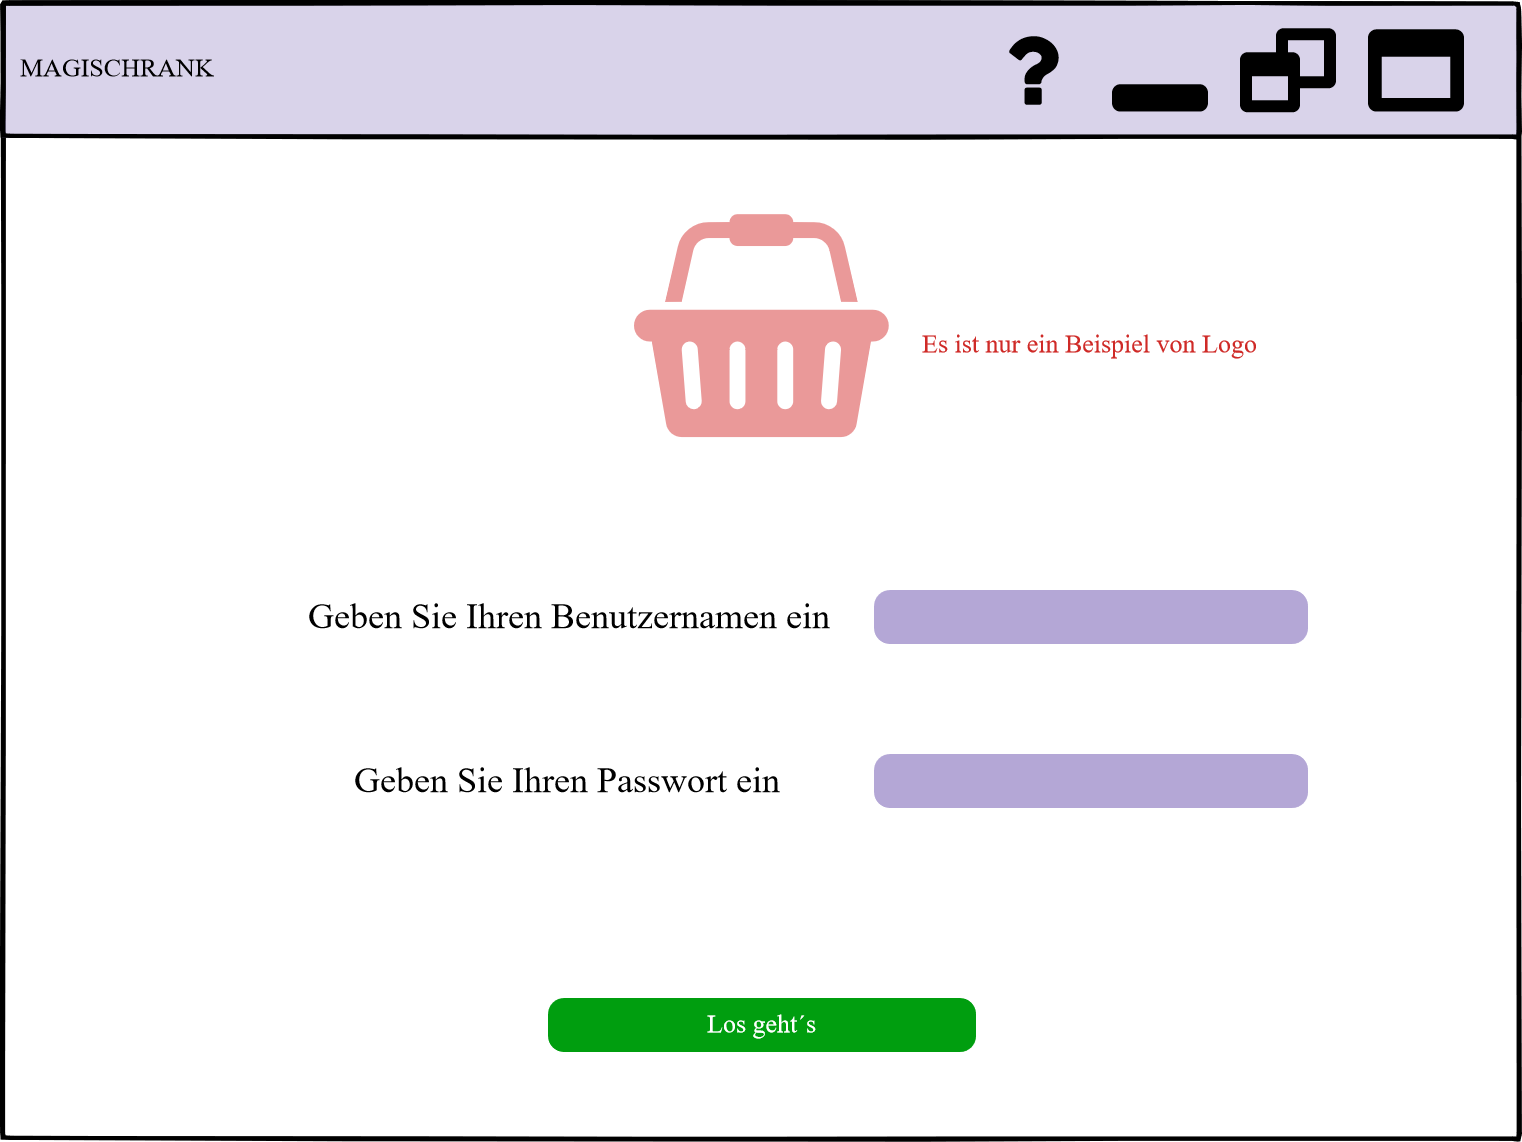 MAGISCHRANK
Es ist nur ein Beispiel von Logo
Geben Sie Ihren Benutzernamen ein
Geben Sie Ihren Passwort ein
Los geht´s